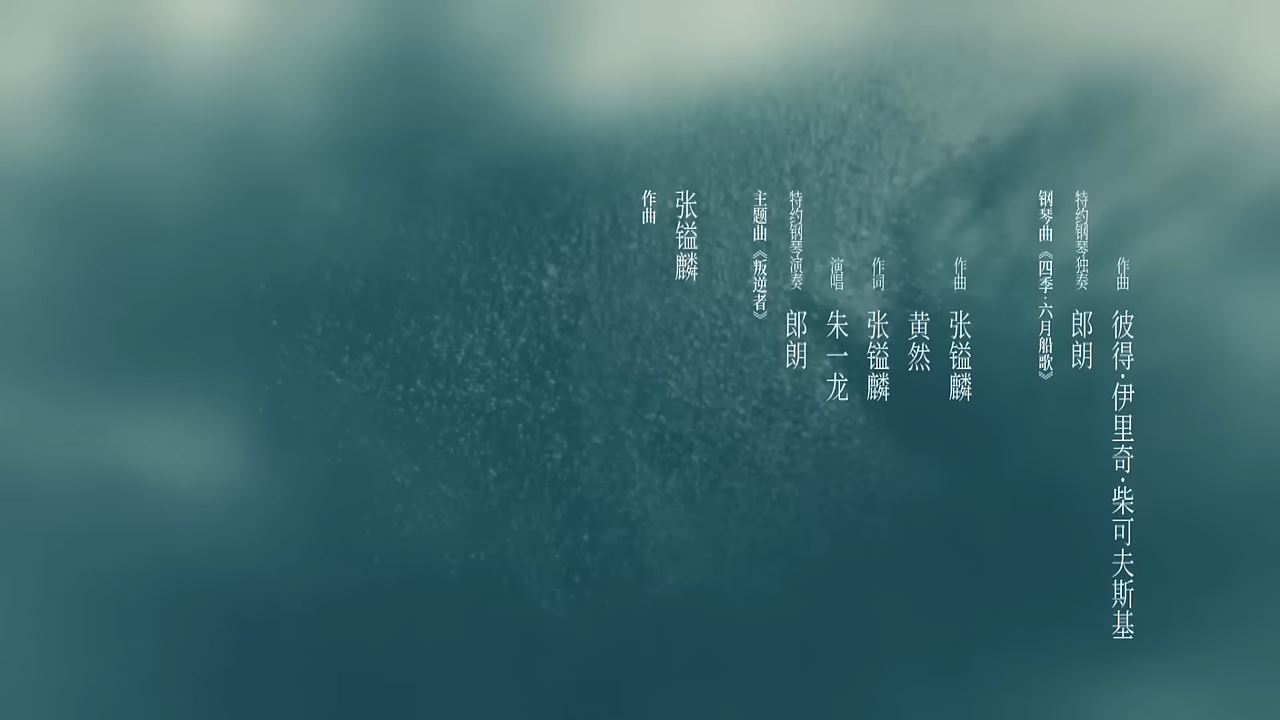 作曲
张镒麟
主题曲《叛逆者》
特约钢琴演奏 郎朗
演唱 朱一龙
作词 张镒麟
黄然
作曲 张镒麟
钢琴曲《四季·六月船歌》
特约钢琴独奏 郎朗
作曲 彼得·伊里奇·柴可夫斯基